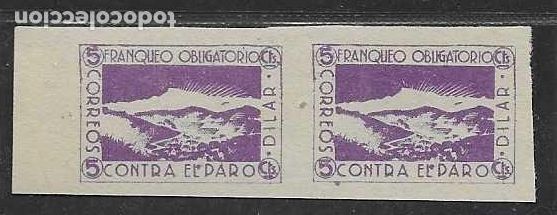 todocoleccion.net
5 FRANQUEO OBLIGATORIO Cts
CORREOS
DILAR
5 CONTRA EL PARO Cts
5 FRANQUEO OBLIGATORIO Cts
CORREOS
DILAR
5 CONTRA EL PARO Cts